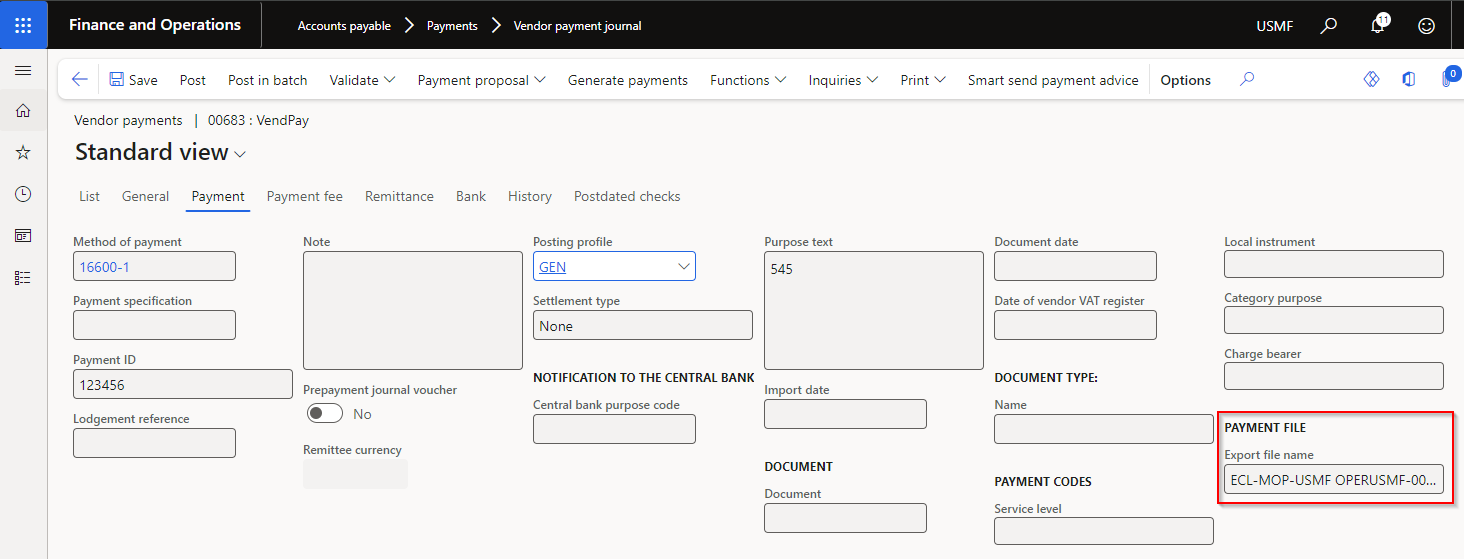 Finance and Operations
Accounts payable
Payments
Vendor payment journal
USMF
11
Save
Post
Post in batch
Validate
Payment proposal
Generate payments
Functions
Inquiries
Print
Smart send payment advice
Options
0
Vendor payments | 00683 : VendPay
Standard view
List
General
Payment
Payment fee
Remittance
Bank
History
Postdated checks
Method of payment
16600-1
Payment specification
Payment ID
123456
Lodgement reference
Note
Prepayment journal voucher
No
Remittee currency
Posting profile
GEN
Settlement type
None
NOTIFICATION TO THE CENTRAL BANK
Central bank purpose code
Purpose text
545
Import date
DOCUMENT
Document
Document date
Date of vendor VAT register
DOCUMENT TYPE:
Name
PAYMENT CODES
Service level
Local instrument
Category purpose
Charge bearer
PAYMENT FILE
Export file name
ECL-MOP-USMF OPERUSMF-00...